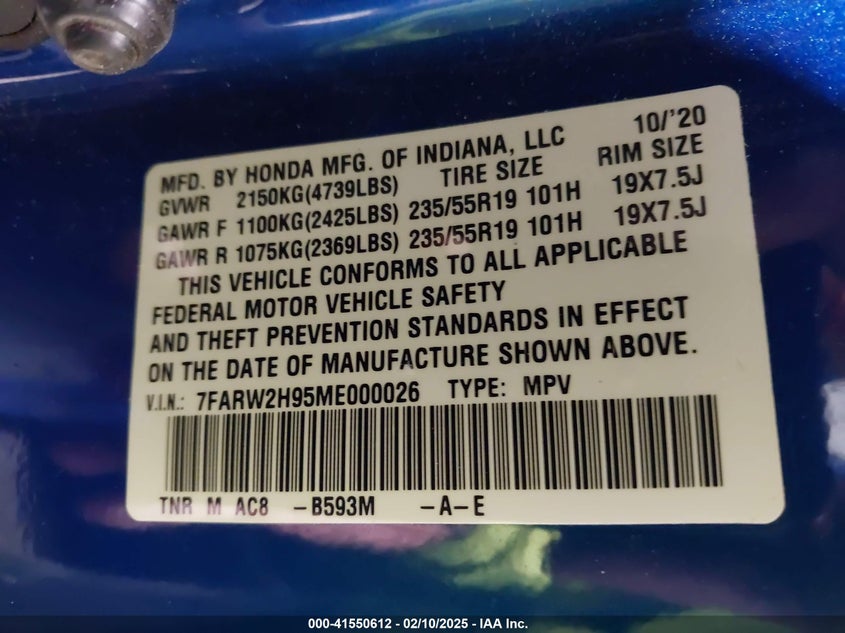 MFD. BY HONDA MFG. OF INDIANA, LLC 10/'20
GVWR 2150KG(4739LBS) TIRE SIZE RIM SIZE
GAWR F 1100KG(2425LBS) 235/55R19 101H 19X7.5J
GAWR R 1075KG(2369LBS) 235/55R19 101H 19X7.5J
THIS VEHICLE CONFORMS TO ALL APPLICABLE
FEDERAL MOTOR VEHICLE SAFETY
AND THEFT PREVENTION STANDARDS IN EFFECT
ON THE DATE OF MANUFACTURE SHOWN ABOVE.
V.I.N.: 7FARW2H95ME000026 TYPE: MPV
TNR M AC8 -B593M -A-E
000-41550612 - 02/10/2025 - IAA Inc.